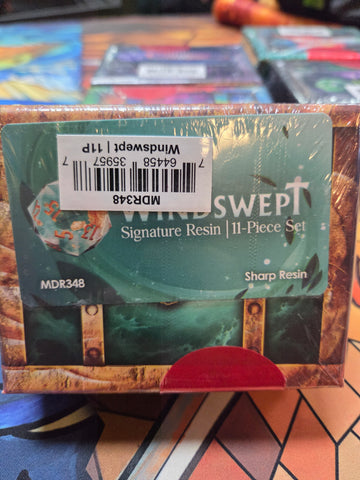 MDR348
7 64458 35957 7
Windswept | 11P
WINDSWEPT
Signature Resin | 11-Piece Set
MDR348
Sharp Resin